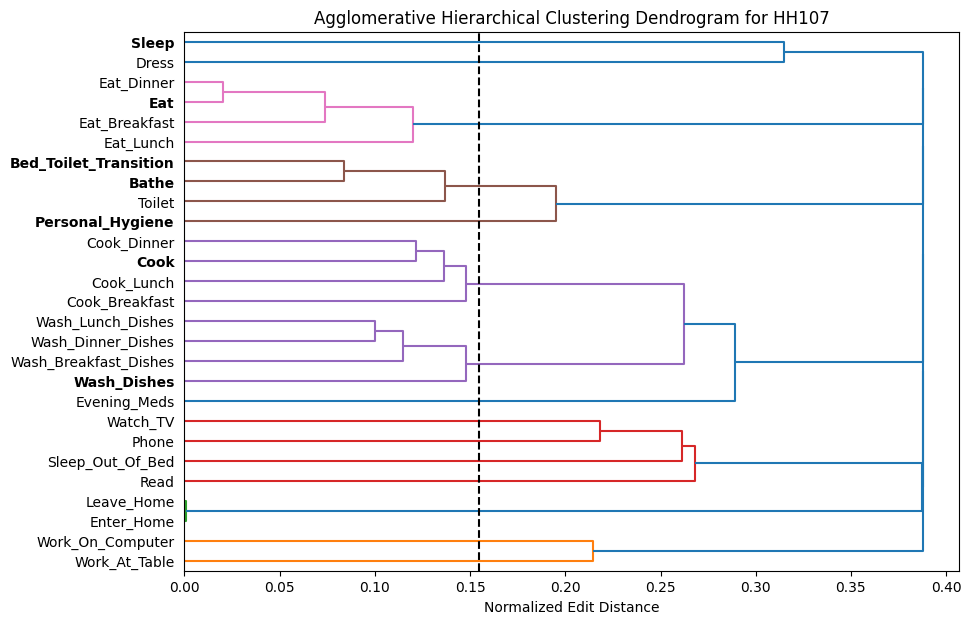 Agglomerative Hierarchical Clustering Dendrogram for HH107
Sleep
Dress
Eat_Dinner
Eat
Eat_Breakfast
Eat_Lunch
Bed_Toilet_Transition
Bathe
Toilet
Personal_Hygiene
Cook_Dinner
Cook
Cook_Lunch
Cook_Breakfast
Wash_Lunch_Dishes
Wash_Dinner_Dishes
Wash_Breakfast_Dishes
Wash_Dishes
Evening_Meds
Watch_TV
Phone
Sleep_Out_Of_Bed
Read
Leave_Home
Enter_Home
Work_On_Computer
Work_At_Table
0.00 0.05 0.10 0.15 0.20 0.25 0.30 0.35 0.40
Normalized Edit Distance